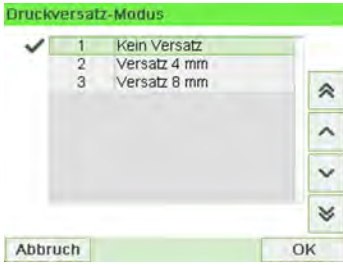 Druckversatz-Modus
1 Kein Versatz
2 Versatz 4 mm
3 Versatz 8 mm
Abbruch OK